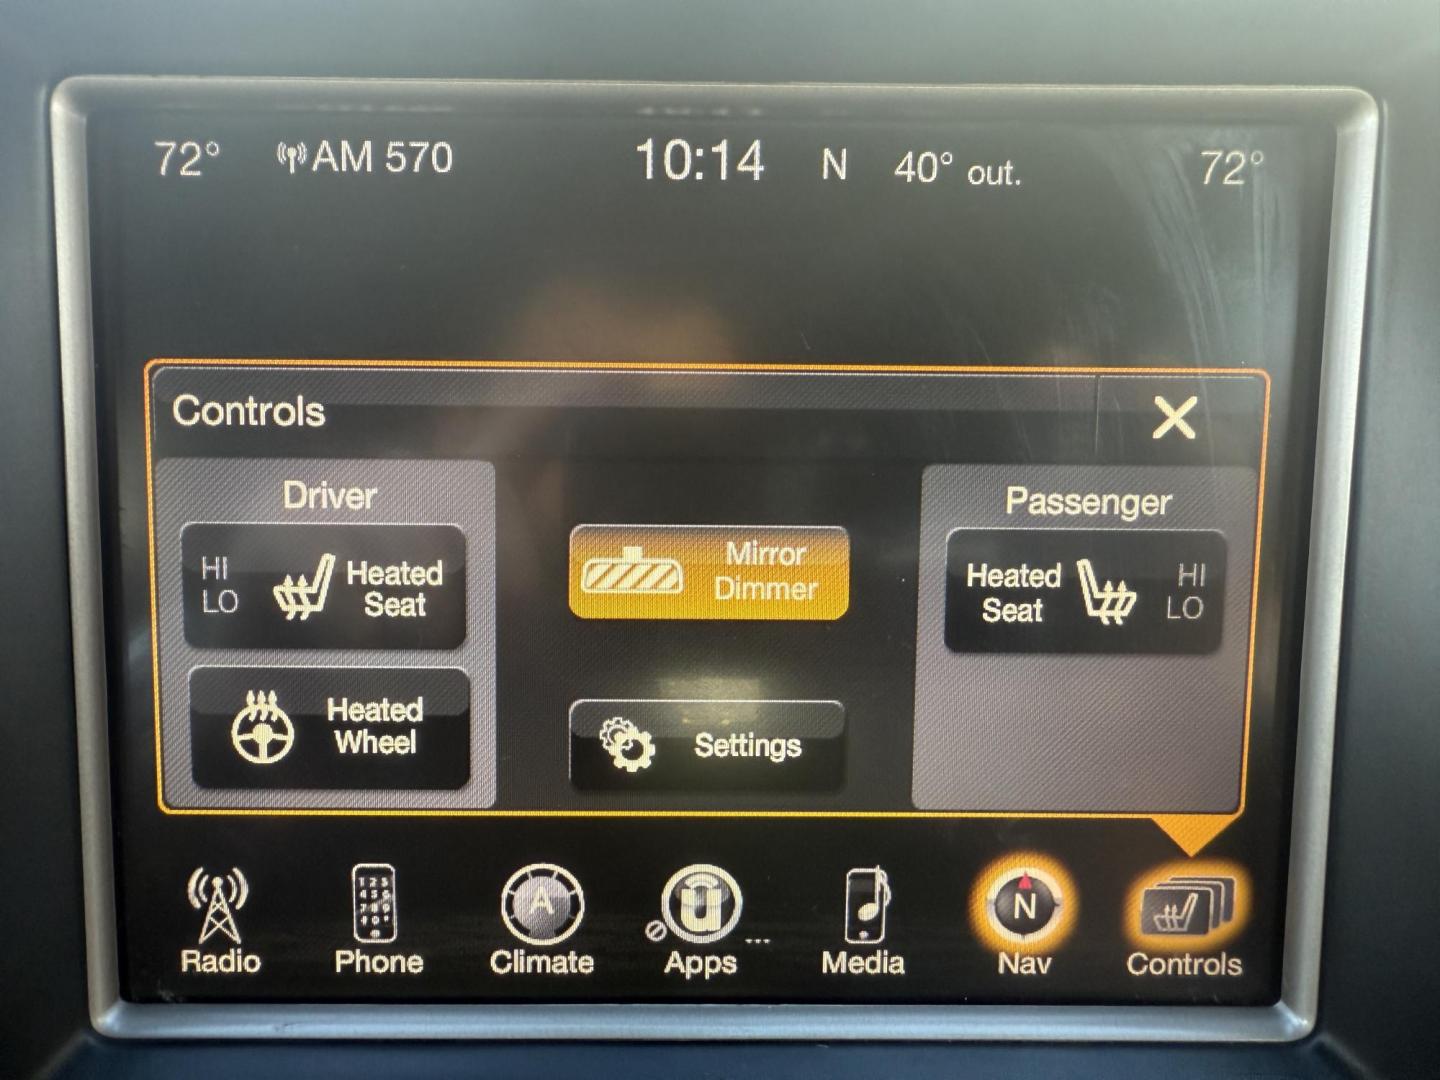 72° AM 570 10:14 N 40° out. 72°
Controls
Driver
HI
LO
Heated
Seat
Heated
Wheel
Mirror
Dimmer
Settings
Passenger
Heated
Seat
HI
LO
Radio
Phone
A
Climate
u
Apps
...
Media
N
Nav
Controls